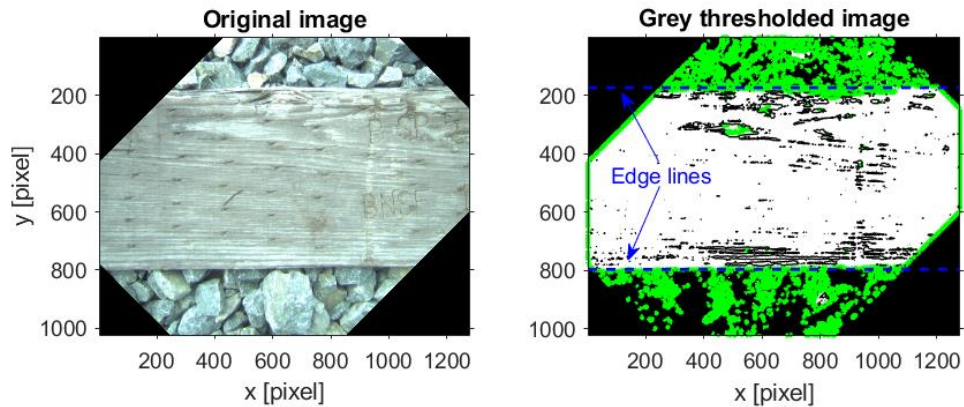 Original image
Grey thresholded image
200
400
600
800
1000
y [pixel]
200 400 600 800 1000 1200
x [pixel]
BNSF
200
400
600
800
1000
Edge lines
200 400 600 800 1000 1200
x [pixel]